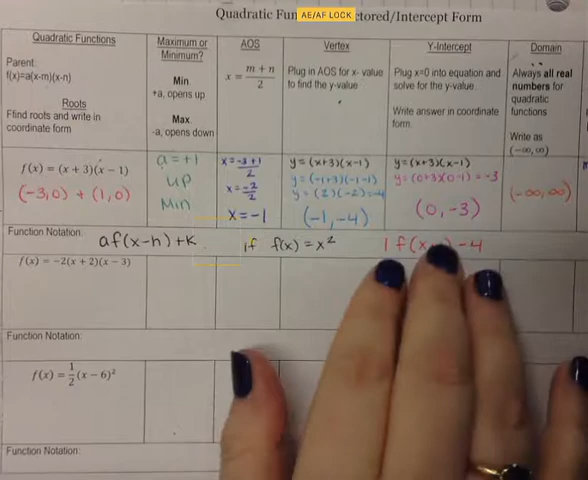 Quadratic Fun
AE/AF LOCK
ctored/Intercept Form
Quadratic Functions
Parent:
f(x)=a(x-m)(x-n)
Roots
FInd roots and write in
coordinate form
Maximum or
Minimum?
Min
+a, opens up
Max
-a, opens down
AOS
x = m + n / 2
Vertex
Plug in AOS for x- value
to find the y-value
Y-Intercept
Plug x=0 into equation and
solve for the y-value.
Write answer in coordinate
form.
Domain
Always all real
numbers for
quadratic
functions
Write as
(-∞, ∞)
f(x) = (x + 3)(x − 1)
(-3,0) + (1,0)
a = +1
up
Min
x = -3+1 / 2
x = -2/2
x = -1
y = (x+3)(x-1)
y = (-1+3)(-1-1)
y = (2)(-2) = -4
(-1, -4)
y = (x+3)(x-1)
y = (0+3)(0-1) = -3
(0, -3)
(-∞, ∞)
Function Notation:
af(x-h)+k
if f(x) = x²
1 f(x ) -4
f(x) = −2(x + 2)(x − 3)
Function Notation:
f(x) = 1/2 (x − 6)²
Function Notation: